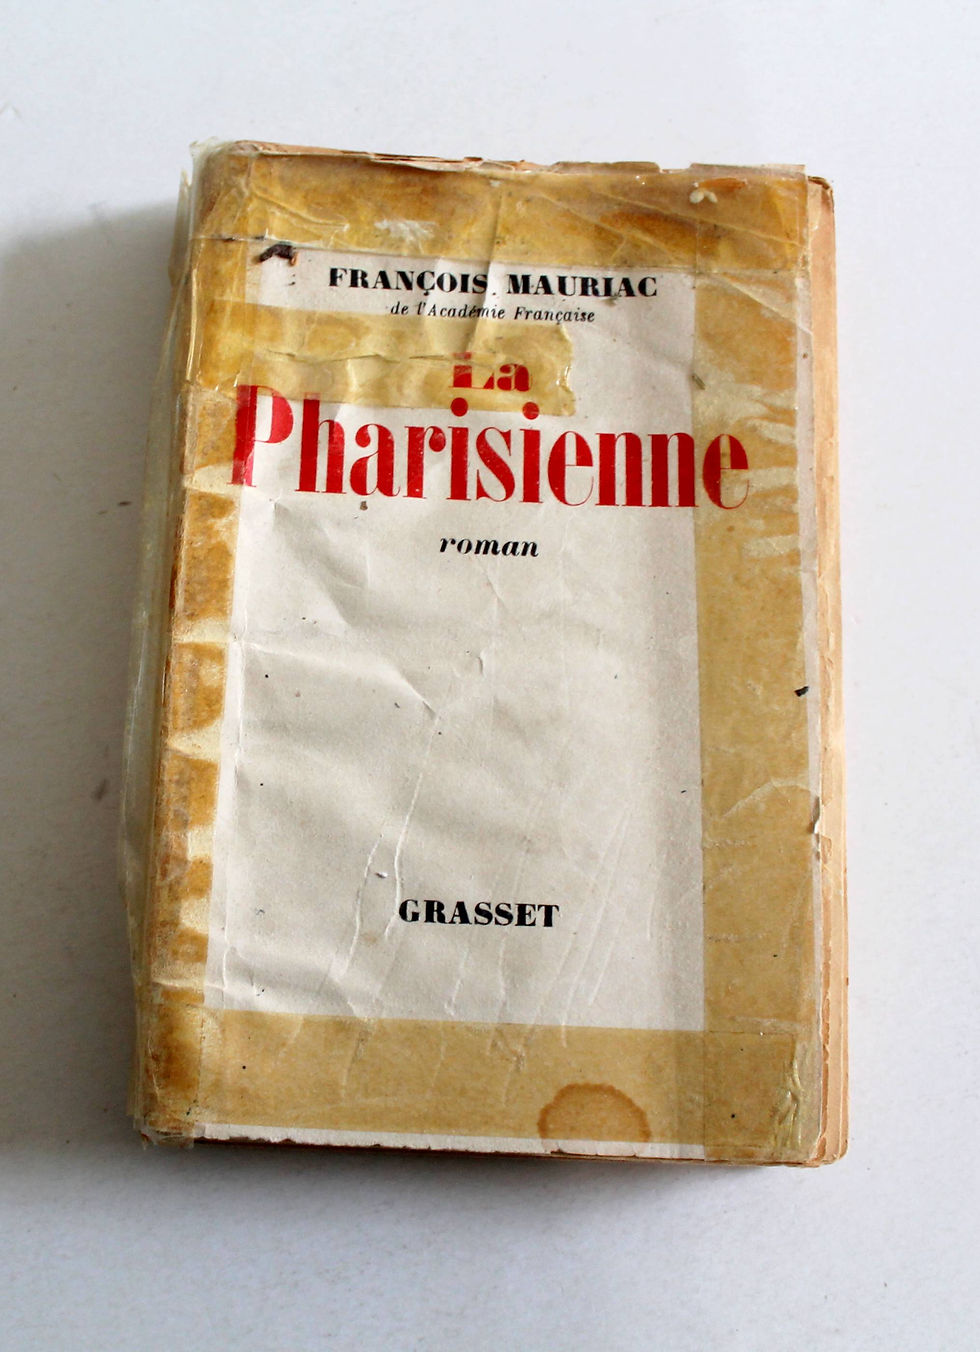 FRANÇOIS MAURIAC
de l'Académie Française
La
Pharisienne
roman
GRASSET